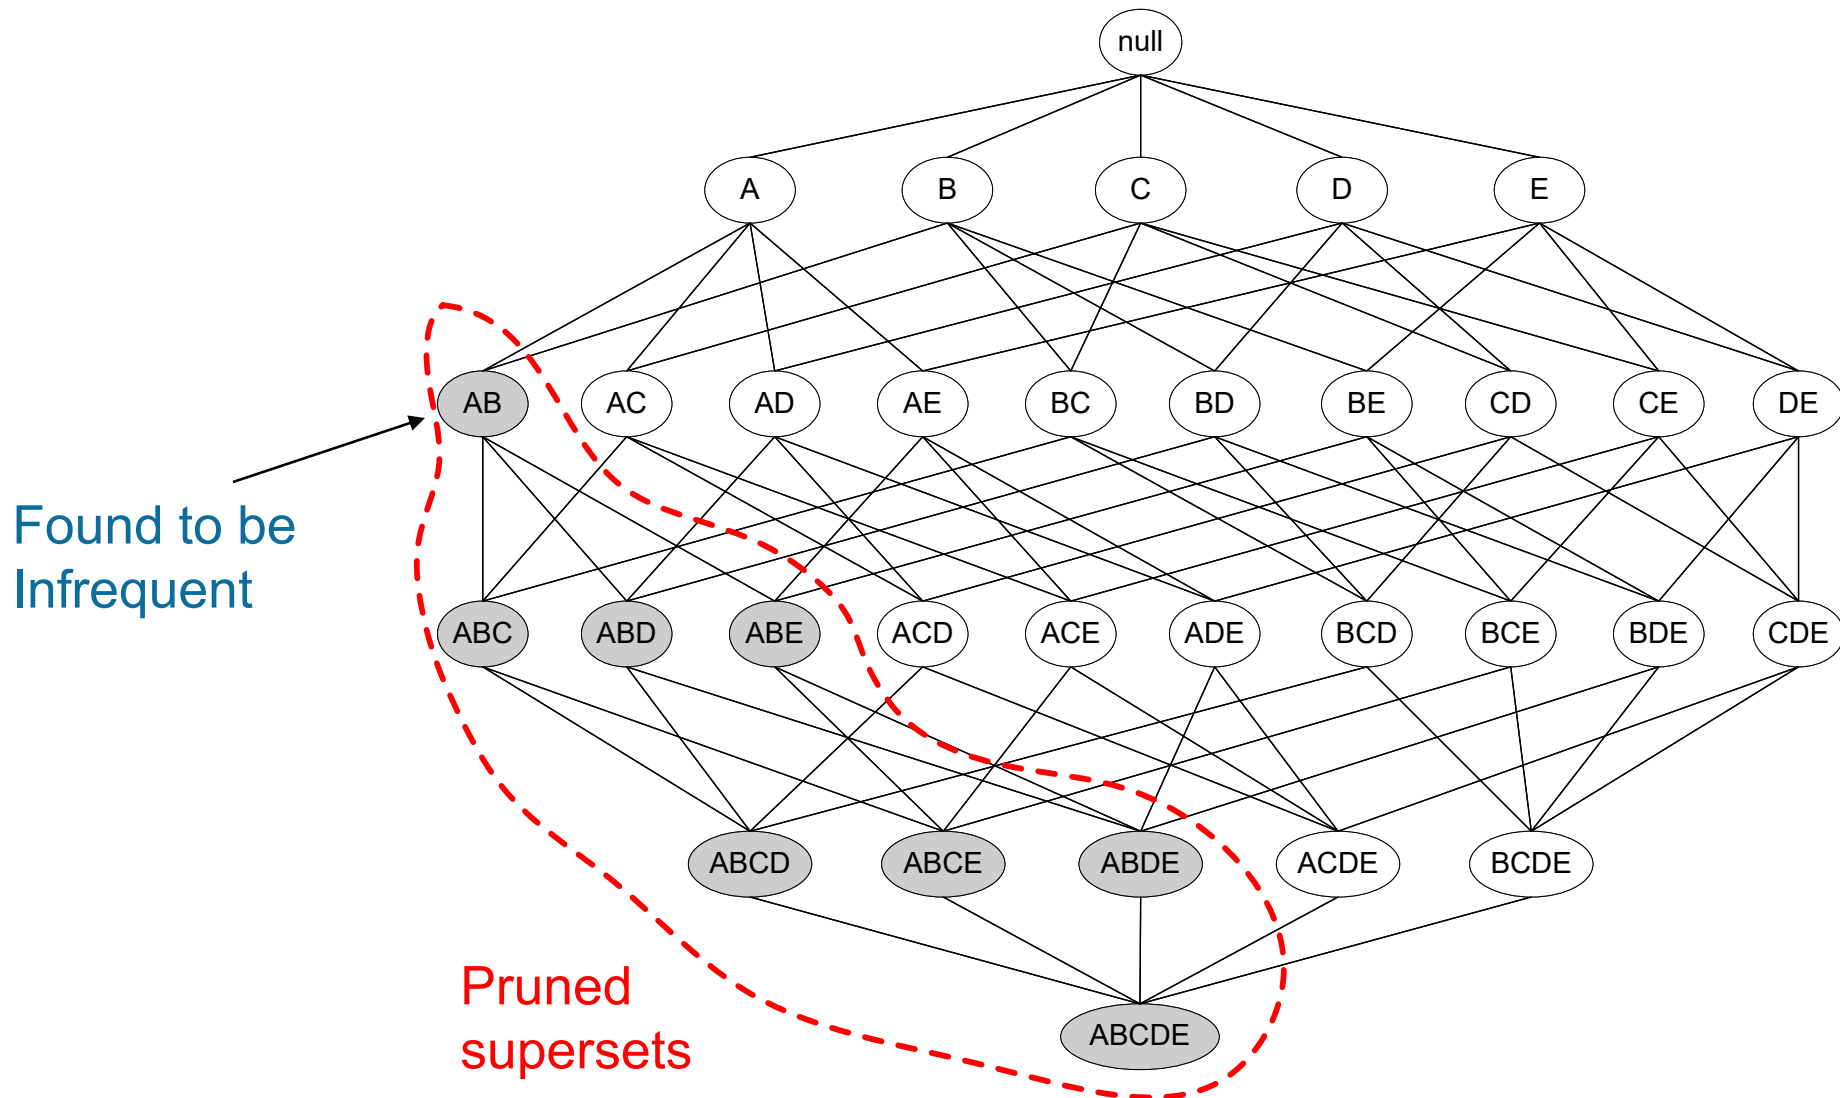 null
A B C D E
AB AC AD AE BC BD BE CD CE DE
Found to be
Infrequent
ABC ABD ABE ACD ACE ADE BCD BCE BDE CDE
ABCD ABCE ABDE ACDE BCDE
Pruned
supersets
ABCDE